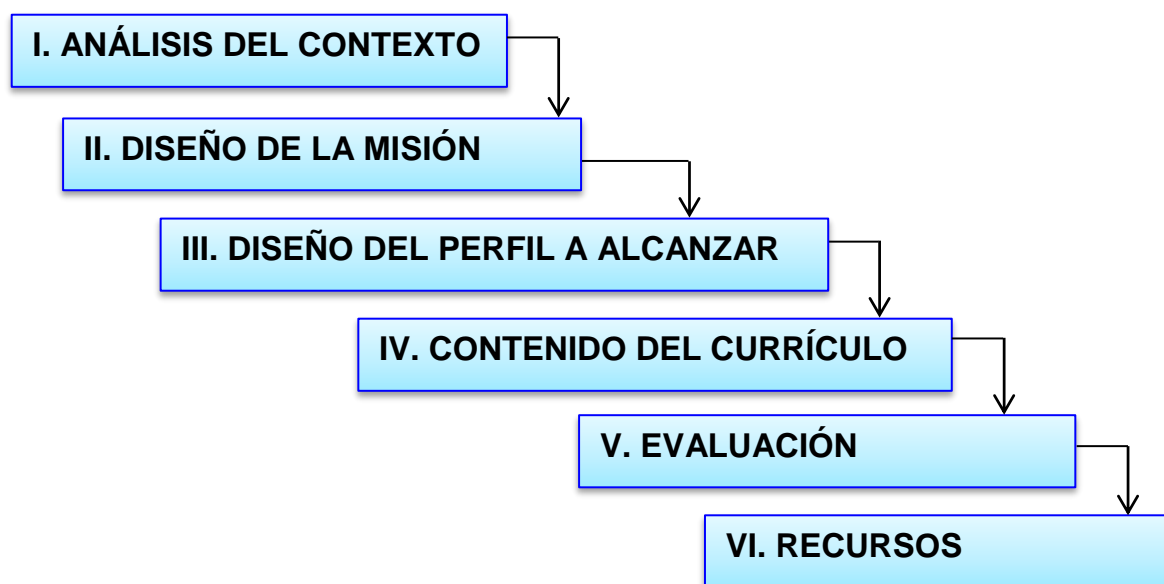 I. ANÁLISIS DEL CONTEXTO
II. DISEÑO DE LA MISIÓN
III. DISEÑO DEL PERFIL A ALCANZAR
IV. CONTENIDO DEL CURRÍCULO
V. EVALUACIÓN
VI. RECURSOS